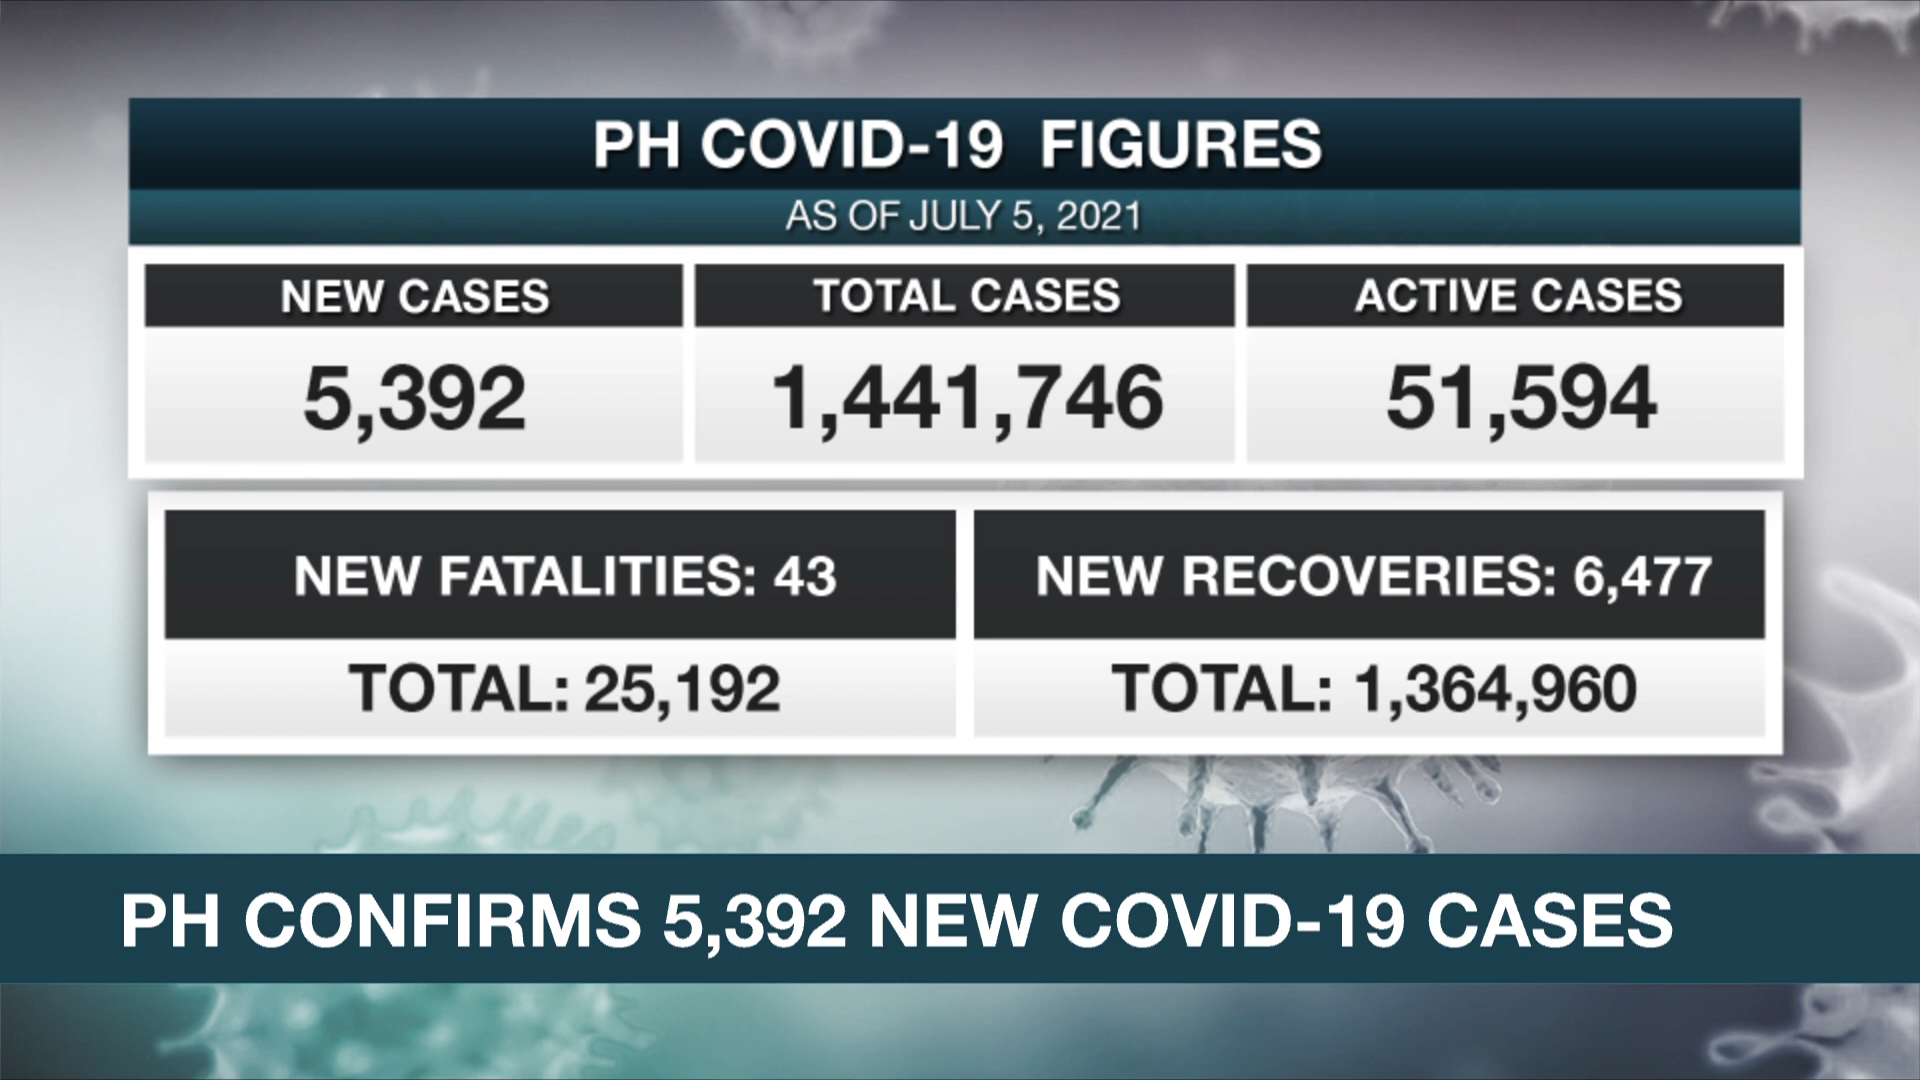 PH COVID-19 FIGURES
AS OF JULY 5, 2021
NEW CASES
5,392
TOTAL CASES
1,441,746
ACTIVE CASES
51,594
NEW FATALITIES: 43
TOTAL: 25,192
NEW RECOVERIES: 6,477
TOTAL: 1,364,960
PH CONFIRMS 5,392 NEW COVID-19 CASES